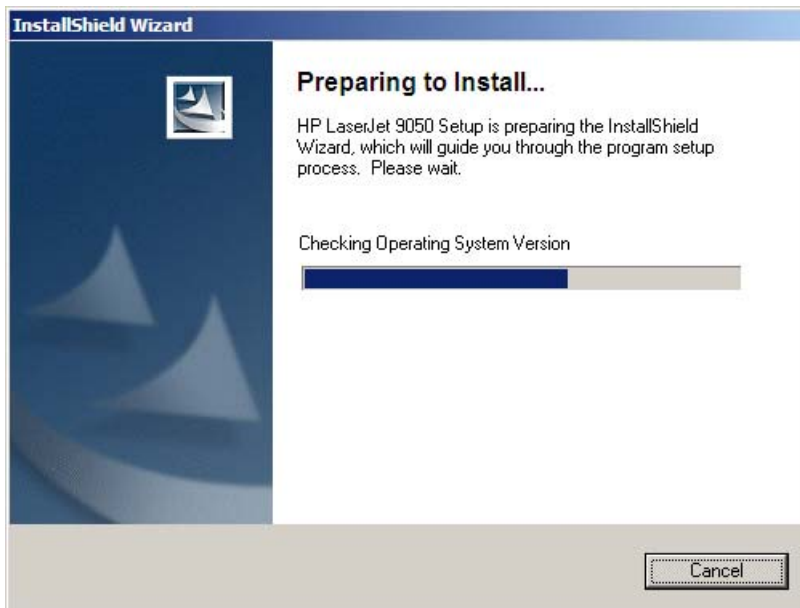 InstallShield Wizard
Preparing to Install...
HP LaserJet 9050 Setup is preparing the InstallShield
Wizard, which will guide you through the program setup
process. Please wait.
Checking Operating System Version
Cancel